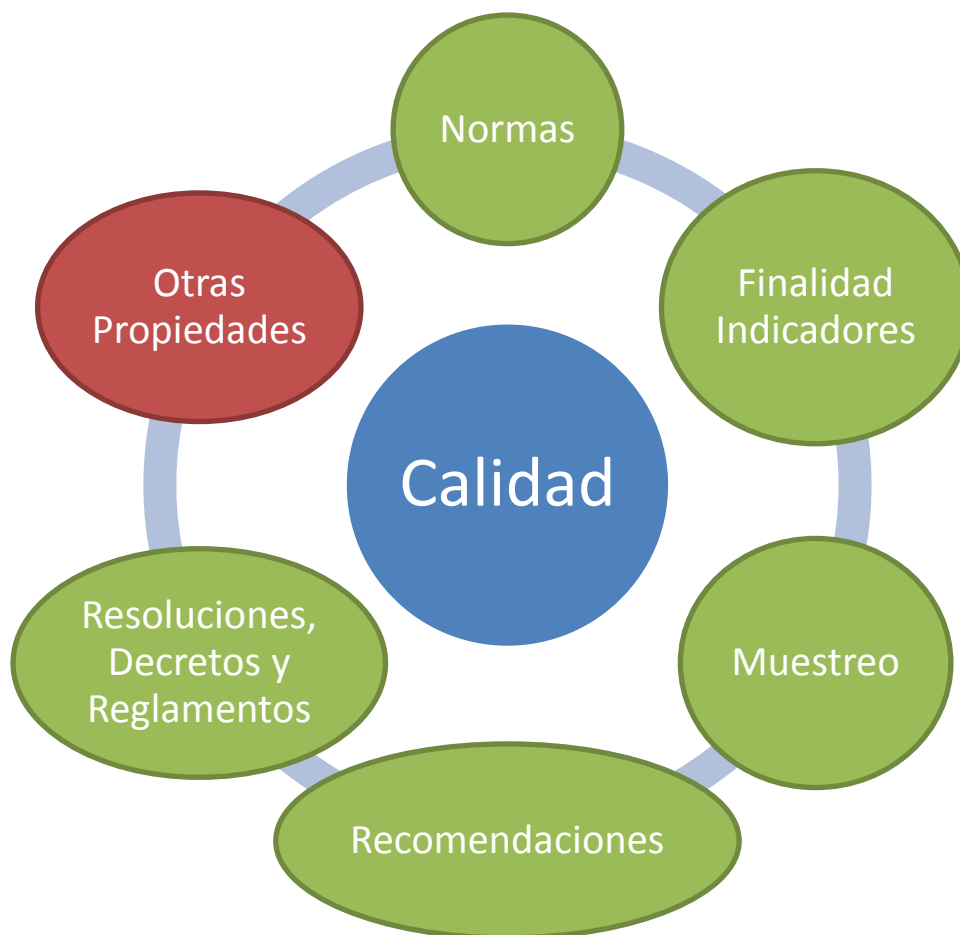 Normas
Finalidad
Indicadores
Muestreo
Recomendaciones
Resoluciones,
Decretos y
Reglamentos
Otras
Propiedades
Calidad